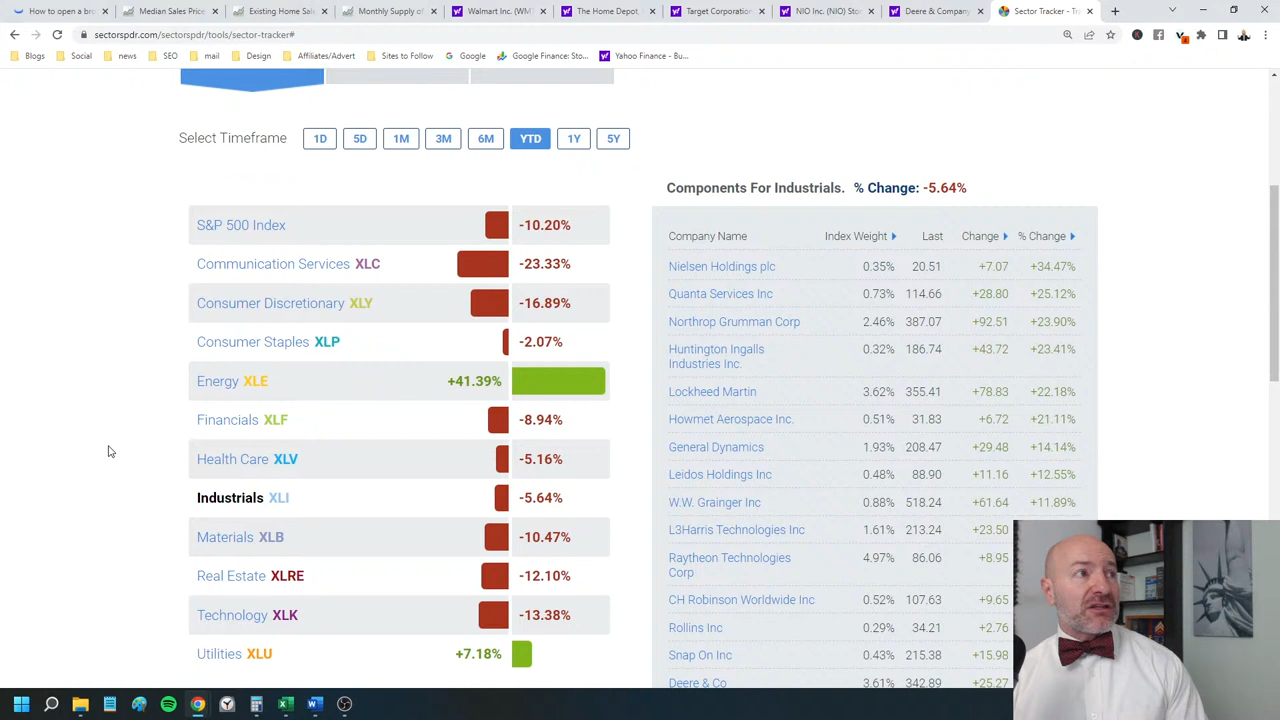 How to open a bro
Median Sales Price
Existing Home Sal
Monthly Supply of
Walmart Inc. (WMT
The Home Depot,
Target Corporation
NIO Inc. (NIO) Sto
Deere & Company
Sector Tracker - Tra
sectorspdr.com/sectorspdr/tools/sector-tracker#
Blogs
Social
news
SEO
mail
Design
Affiliates/Advert
Sites to Follow
Google
Google Finance: Sto...
Yahoo Finance - Bu...
Select Timeframe
1D
5D
1M
3M
6M
YTD
1Y
5Y
Components For Industrials. % Change: -5.64%
S&P 500 Index -10.20%
Communication Services XLC -23.33%
Consumer Discretionary XLY -16.89%
Consumer Staples XLP -2.07%
Energy XLE +41.39%
Financials XLF -8.94%
Health Care XLV -5.16%
Industrials XLI -5.64%
Materials XLB -10.47%
Real Estate XLRE -12.10%
Technology XLK -13.38%
Utilities XLU +7.18%
Company Name Index Weight Last Change % Change
Nielsen Holdings plc 0.35% 20.51 +7.07 +34.47%
Quanta Services Inc 0.73% 114.66 +28.80 +25.12%
Northrop Grumman Corp 2.46% 387.07 +92.51 +23.90%
Huntington Ingalls 0.32% 186.74 +43.72 +23.41%
Industries Inc.
Lockheed Martin 3.62% 355.41 +78.83 +22.18%
Howmet Aerospace Inc. 0.51% 31.83 +6.72 +21.11%
General Dynamics 1.93% 208.47 +29.48 +14.14%
Leidos Holdings Inc 0.48% 88.90 +11.16 +12.55%
W.W. Grainger Inc 0.88% 518.24 +61.64 +11.89%
L3Harris Technologies Inc 1.61% 213.24 +23.50
Raytheon Technologies 4.97% 86.06 +8.95
Corp
CH Robinson Worldwide Inc 0.52% 107.63 +9.65
Rollins Inc 0.29% 34.21 +2.76
Snap On Inc 0.43% 215.38 +15.98
Deere & Co 3.61% 342.89 +25.27